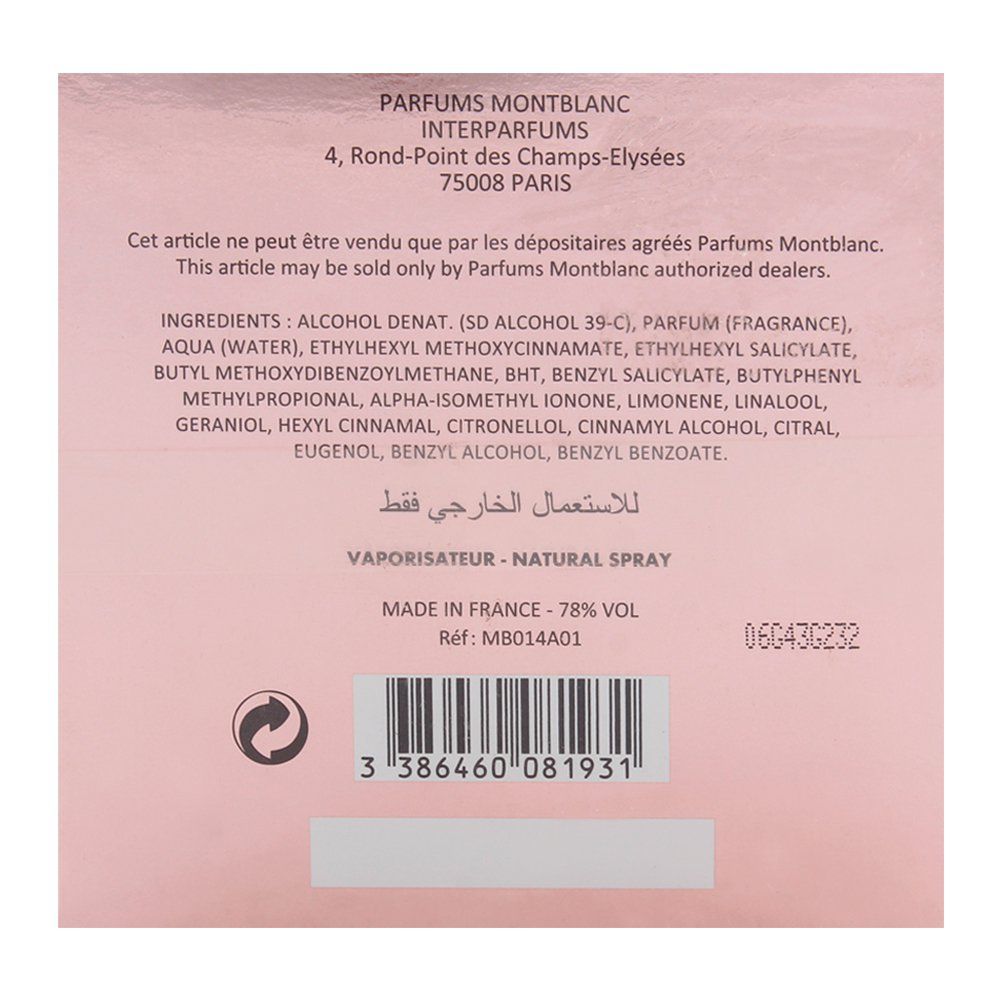 PARFUMS MONTBLANC
INTERPARFUMS
4, Rond-Point des Champs-Elysées
75008 PARIS
Cet article ne peut être vendu que par les dépositaires agréés Parfums Montblanc.
This article may be sold only by Parfums Montblanc authorized dealers.
INGREDIENTS : ALCOHOL DENAT. (SD ALCOHOL 39-C), PARFUM (FRAGRANCE),
AQUA (WATER), ETHYLHEXYL METHOXYCINNAMATE, ETHYLHEXYL SALICYLATE,
BUTYL METHOXYDIBENZOYLMETHANE, BHT, BENZYL SALICYLATE, BUTYLPHENYL
METHYLPROPIONAL, ALPHA-ISOMETHYL IONONE, LIMONENE, LINALOOL,
GERANIOL, HEXYL CINNAMAL, CITRONELLOL, CINNAMYL ALCOHOL, CITRAL,
EUGENOL, BENZYL ALCOHOL, BENZYL BENZOATE.
للاستعمال الخارجي فقط
VAPORISATEUR - NATURAL SPRAY
MADE IN FRANCE - 78% VOL
Réf : MB014A01
06G43G232
3 386460 081931